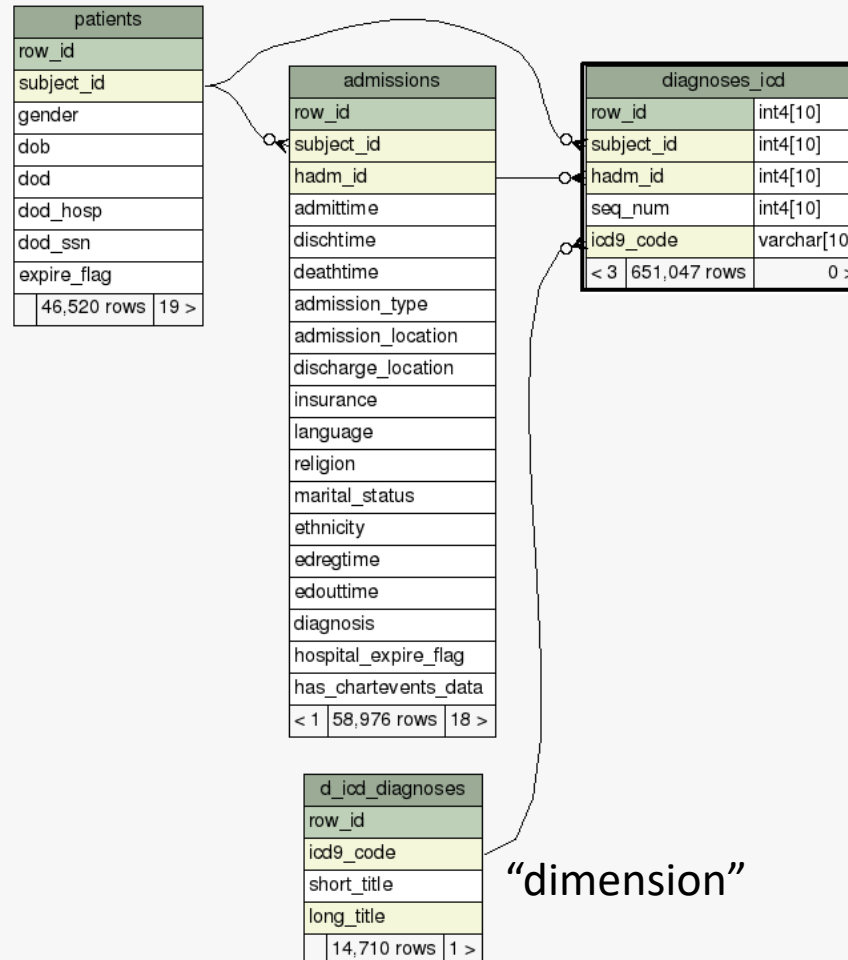 patients
row_id
subject_id
gender
dob
dod
dod_hosp
dod_ssn
expire_flag
46,520 rows 19 >
admissions
row_id
subject_id
hadm_id
admittime
dischtime
deathtime
admission_type
admission_location
discharge_location
insurance
language
religion
marital_status
ethnicity
edregtime
edouttime
diagnosis
hospital_expire_flag
has_chartevents_data
< 1 58,976 rows 18 >
diagnoses_icd
row_id int4[10]
subject_id int4[10]
hadm_id int4[10]
seq_num int4[10]
icd9_code varchar[10
< 3 651,047 rows 0 >
d_icd_diagnoses
row_id
icd9_code
short_title
long_title
14,710 rows 1 >
“dimension”